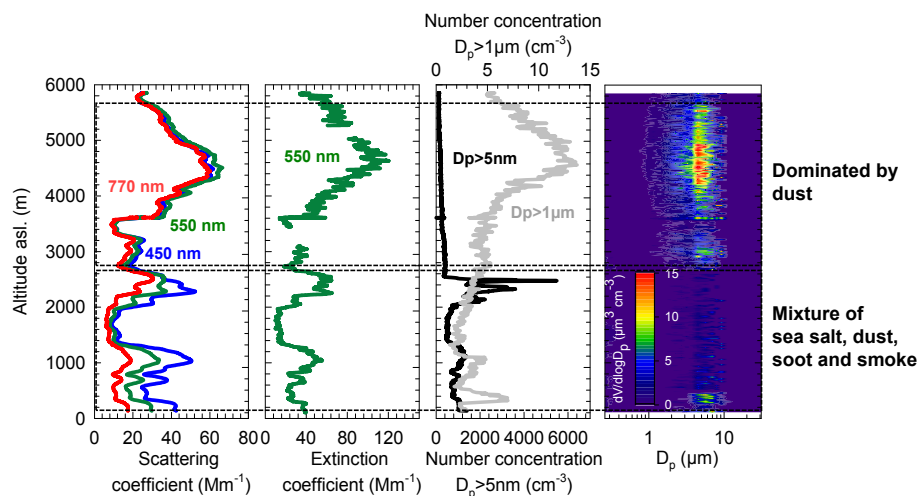 Number concentration
Dp>1µm (cm-3)
0 5 10 15
6000
5000
4000
3000
2000
1000
0
Altitude asl. (m)
770 nm
550 nm
450 nm
550 nm
Dp>5nm
Dp>1µm
15
10
5
0
dV/dlogDp (µm3 cm-3)
Dominated by
dust
Mixture of
sea salt, dust,
soot and smoke
0 20 40 60 80
Scattering
coefficient (Mm-1)
40 80 120
Extinction
coefficient (Mm-1)
0 2000 4000 6000
Number concentration
Dp>5nm (cm-3)
1 10
Dp (µm)